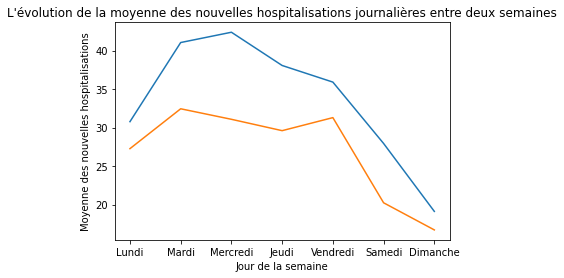 L'évolution de la moyenne des nouvelles hospitalisations journalières entre deux semaines
Moyenne des nouvelles hospitalisations
40
35
30
25
20
Lundi Mardi Mercredi Jeudi Vendredi Samedi Dimanche
Jour de la semaine